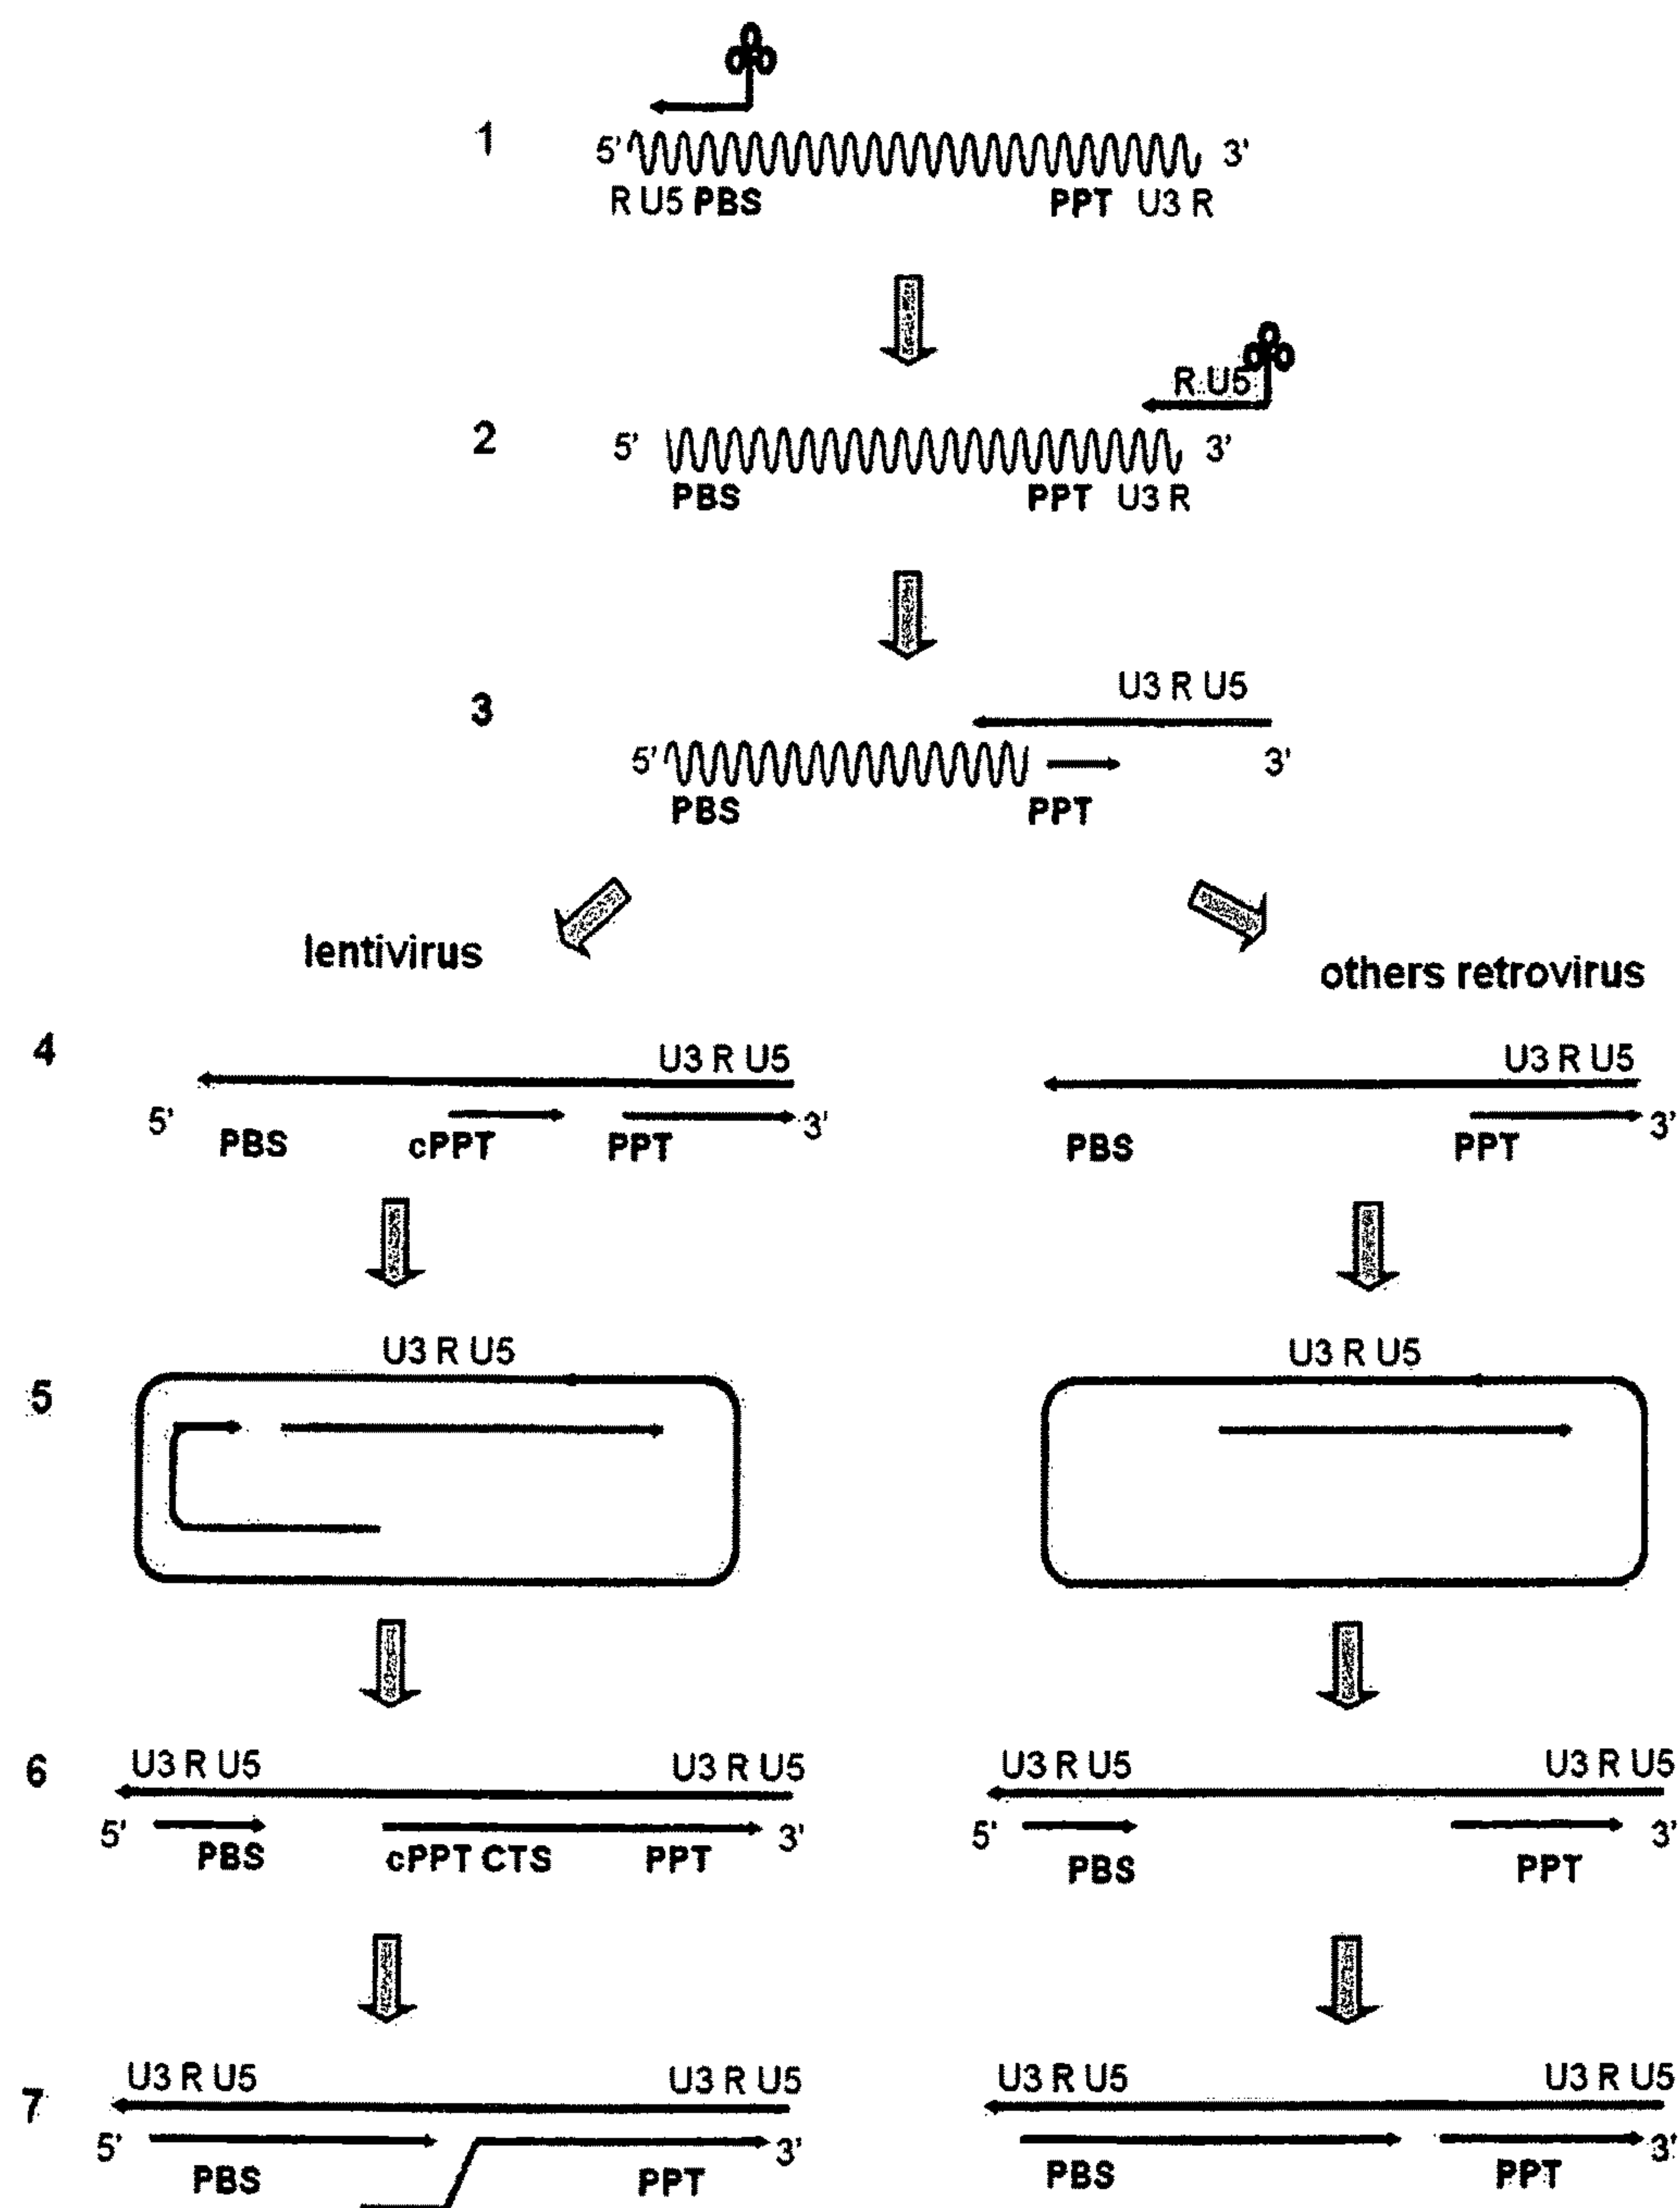 1
5' 3'
R U5 PBS PPT U3 R
R U5
2
5' 3'
PBS PPT U3 R
U3 R U5
3
5' 3'
PBS PPT
lentivirus
others retrovirus
4
U3 R U5 U3 R U5
5' 3' 3'
PBS cPPT PPT PBS PPT
U3 R U5 U3 R U5
5
6
U3 R U5 U3 R U5 U3 R U5 U3 R U5
5' 3' 5' 3'
PBS cPPT CTS PPT PBS PPT
7
U3 R U5 U3 R U5 U3 R U5 U3 R U5
5' 3' 3'
PBS PPT PBS PPT